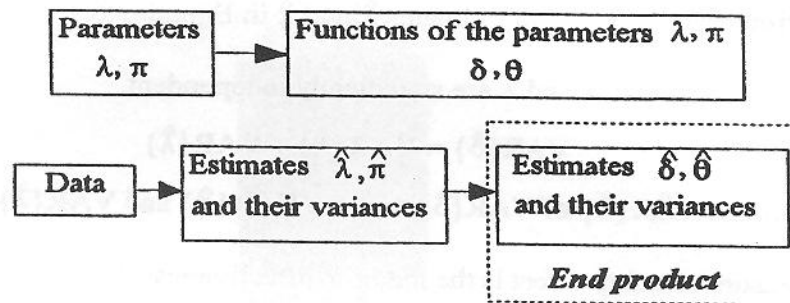 Parameters
λ, π
Functions of the parameters λ, π
δ, θ
Data
Estimates λ̂, π̂
and their variances
Estimates δ̂, θ̂
and their variances
End product